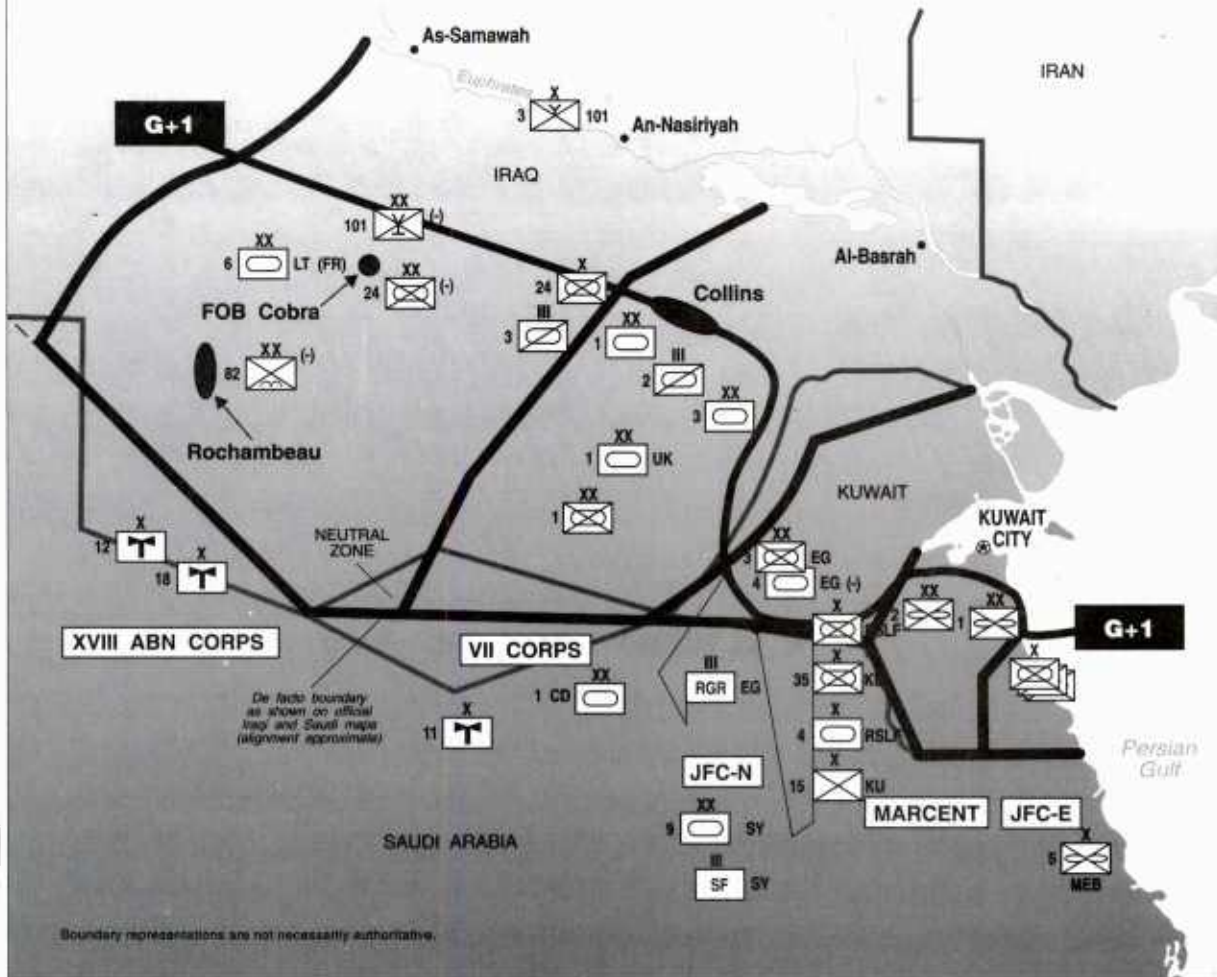 As-Samawah
IRAN
Euphrates
X
3 101
An-Nasiriyah
G+1
IRAQ
XX
101 (-)
XX
6 LT (FR)
FOB Cobra
XX
24 (-)
X
24
Al-Basrah
Collins
III
3
XX
1
III
2
XX
3
XX
82 (-)
Rochambeau
XX
1 UK
XX
1
KUWAIT
KUWAIT
CITY
NEUTRAL
ZONE
X
12
X
18
XX
3 EG
4 EG (-)
XX
2
XX
1
G+1
X
X
XVIII ABN CORPS
VII CORPS
De facto boundary
as shown on official
Iraqi and Saudi maps
(alignment approximate)
XX
1 CD
X
11
III
RGR EG
X
35
X
4 RSLF
X
15 KU
JFC-N
MARCENT
JFC-E
Persian
Gulf
XX
9 SY
III
SF SY
SAUDI ARABIA
X
5
MEB
Boundary representations are not necessarily authoritative.